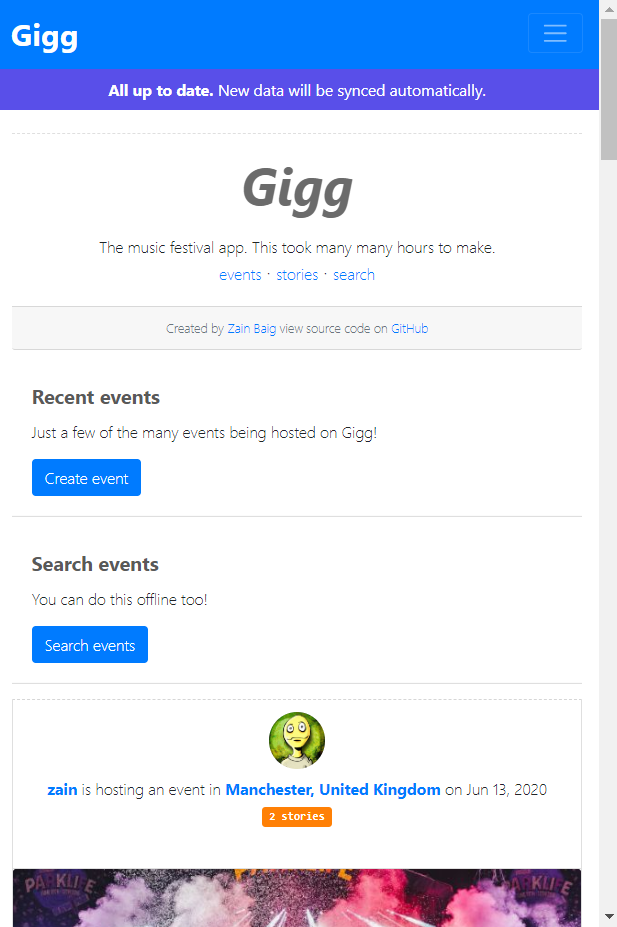 Gigg
All up to date. New data will be synced automatically.
Gigg
The music festival app. This took many many hours to make.
events · stories · search
Created by Zain Baig view source code on GitHub
Recent events
Just a few of the many events being hosted on Gigg!
Create event
Search events
You can do this offline too!
Search events
zain is hosting an event in Manchester, United Kingdom on Jun 13, 2020
2 stories
PARKLIFE